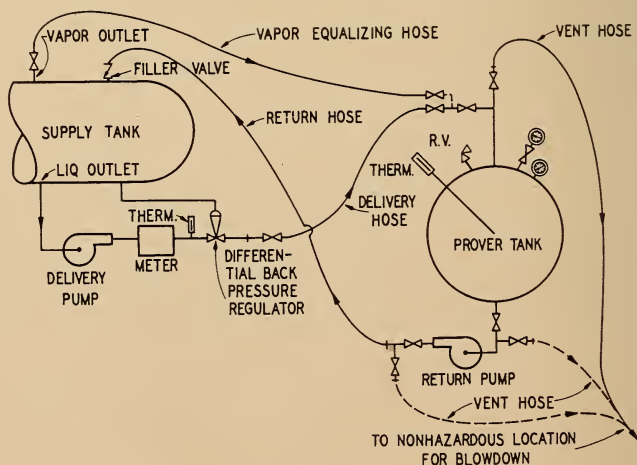 VAPOR OUTLET
VAPOR EQUALIZING HOSE
VENT HOSE
FILLER VALVE
SUPPLY TANK
RETURN HOSE
R.V.
LIQ OUTLET
THERM.
THERM.
DELIVERY
HOSE
PROVER TANK
DELIVERY
PUMP
METER
DIFFEREN-
TIAL BACK
PRESSURE
REGULATOR
RETURN PUMP
VENT HOSE
TO NONHAZARDOUS LOCATION
FOR BLOWDOWN